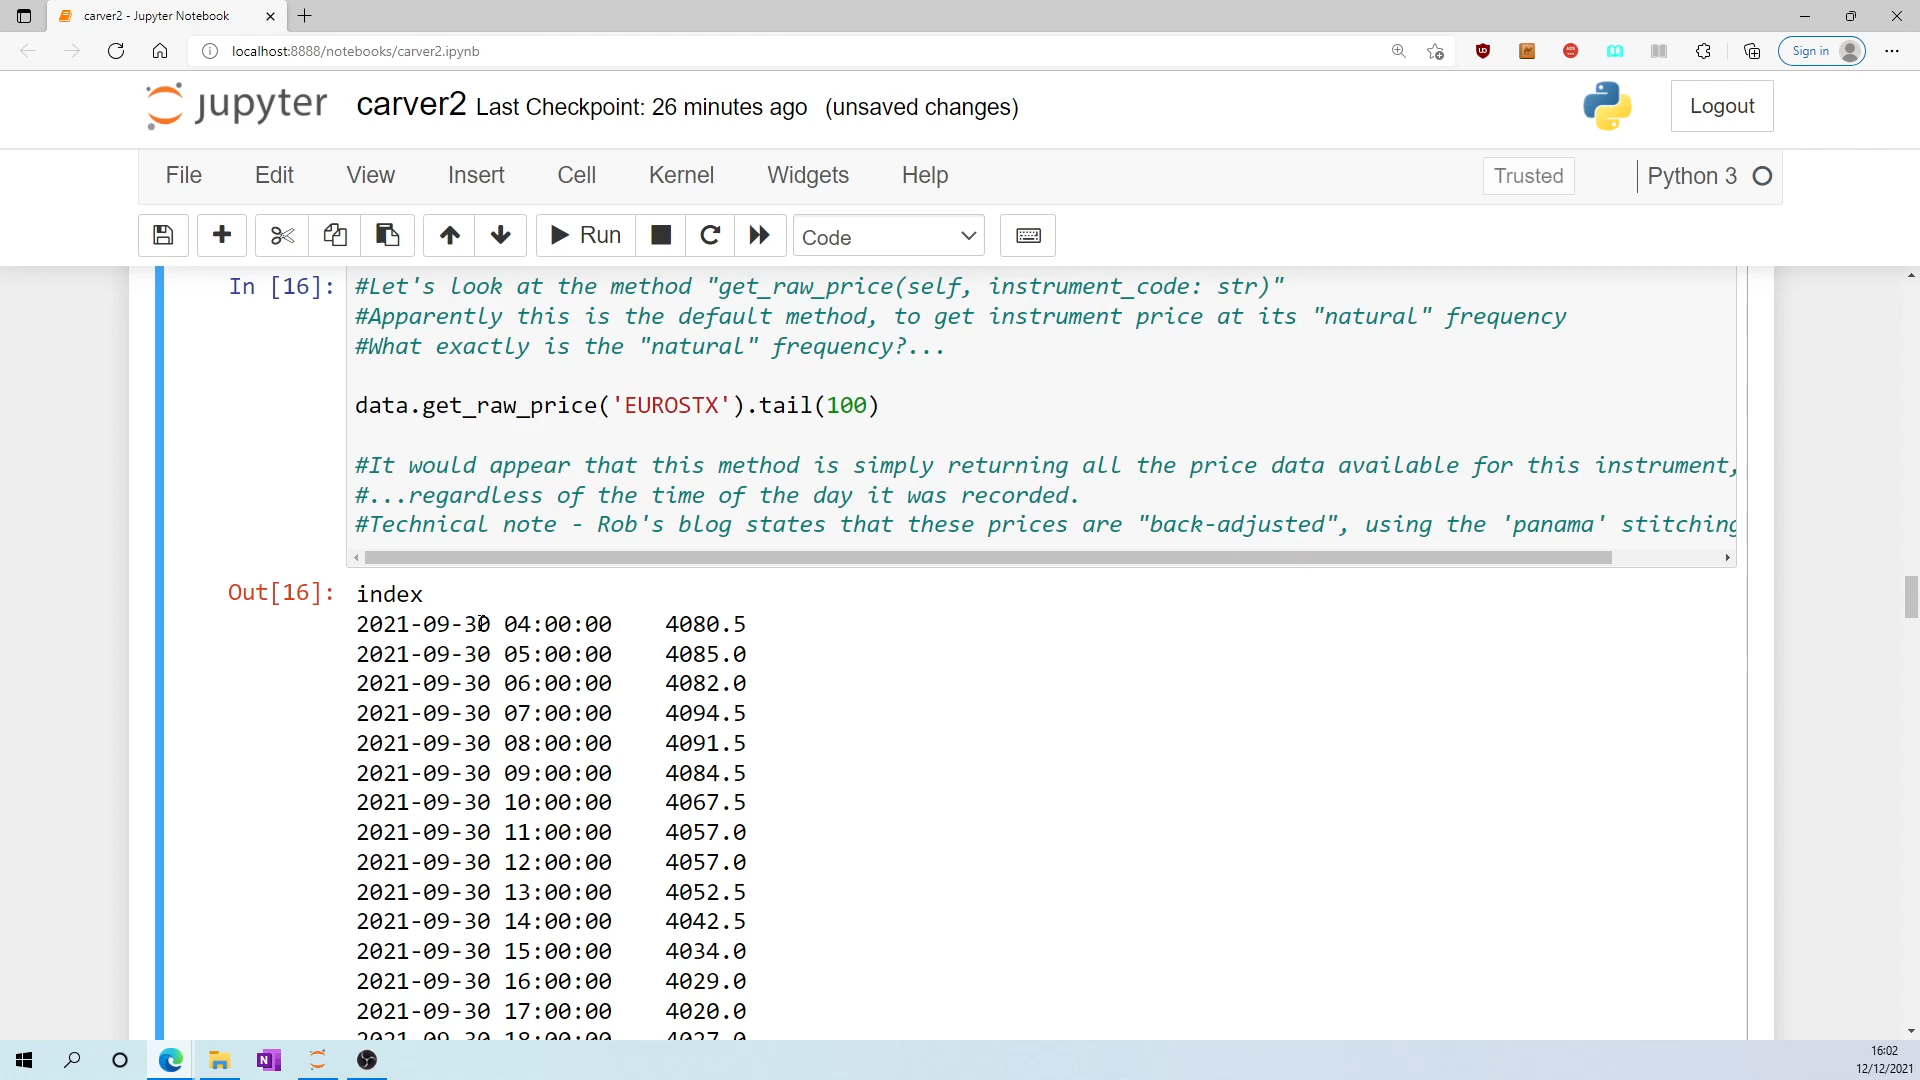 carver2 - Jupyter Notebook
localhost:8888/notebooks/carver2.ipynb
Sign in
jupyter carver2 Last Checkpoint: 26 minutes ago (unsaved changes)
Logout
File Edit View Insert Cell Kernel Widgets Help
Trusted
Python 3
Run
Code
In [16]:
#Let's look at the method "get_raw_price(self, instrument_code: str)"
#Apparently this is the default method, to get instrument price at its "natural" frequency
#What exactly is the "natural" frequency?...
data.get_raw_price('EUROSTX').tail(100)
#It would appear that this method is simply returning all the price data available for this instrument,
#...regardless of the time of the day it was recorded.
#Technical note - Rob's blog states that these prices are "back-adjusted", using the 'panama' stitching
Out[16]:
index
2021-09-30 04:00:00 4080.5
2021-09-30 05:00:00 4085.0
2021-09-30 06:00:00 4082.0
2021-09-30 07:00:00 4094.5
2021-09-30 08:00:00 4091.5
2021-09-30 09:00:00 4084.5
2021-09-30 10:00:00 4067.5
2021-09-30 11:00:00 4057.0
2021-09-30 12:00:00 4057.0
2021-09-30 13:00:00 4052.5
2021-09-30 14:00:00 4042.5
2021-09-30 15:00:00 4034.0
2021-09-30 16:00:00 4029.0
2021-09-30 17:00:00 4020.0
2021-09-30 18:00:00 4027.0
16:02
12/12/2021